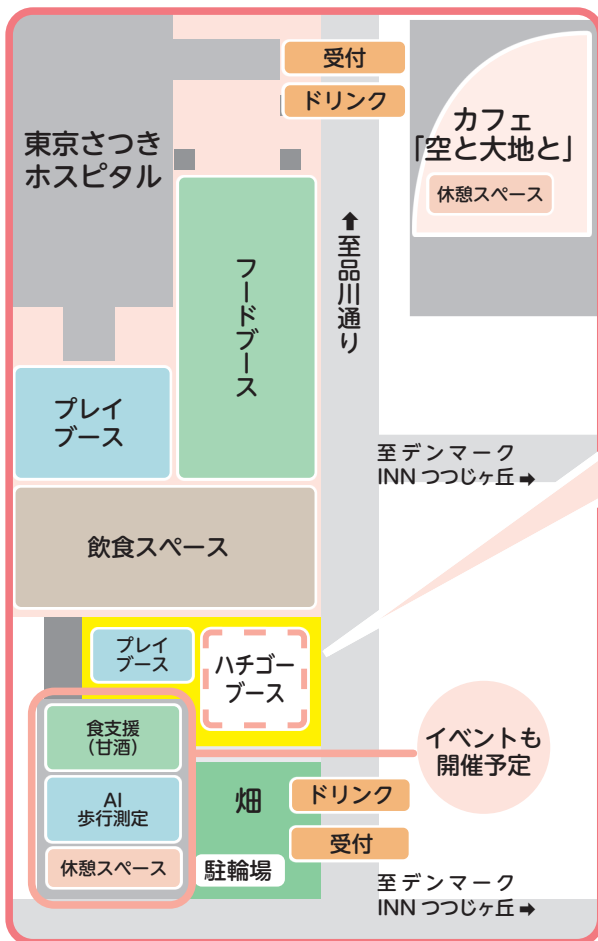 受付
ドリンク
東京さつき
ホスピタル
カフェ
「空と大地と」
休憩スペース
⬆至品川通り
フードブース
プレイ
ブース
至デンマーク
INN つつじヶ丘➡
飲食スペース
プレイ
ブース
ハチゴー
ブース
食支援
(甘酒)
イベントも
開催予定
AI
歩行測定
畑
ドリンク
受付
休憩スペース
駐輪場
至デンマーク
INN つつじヶ丘➡